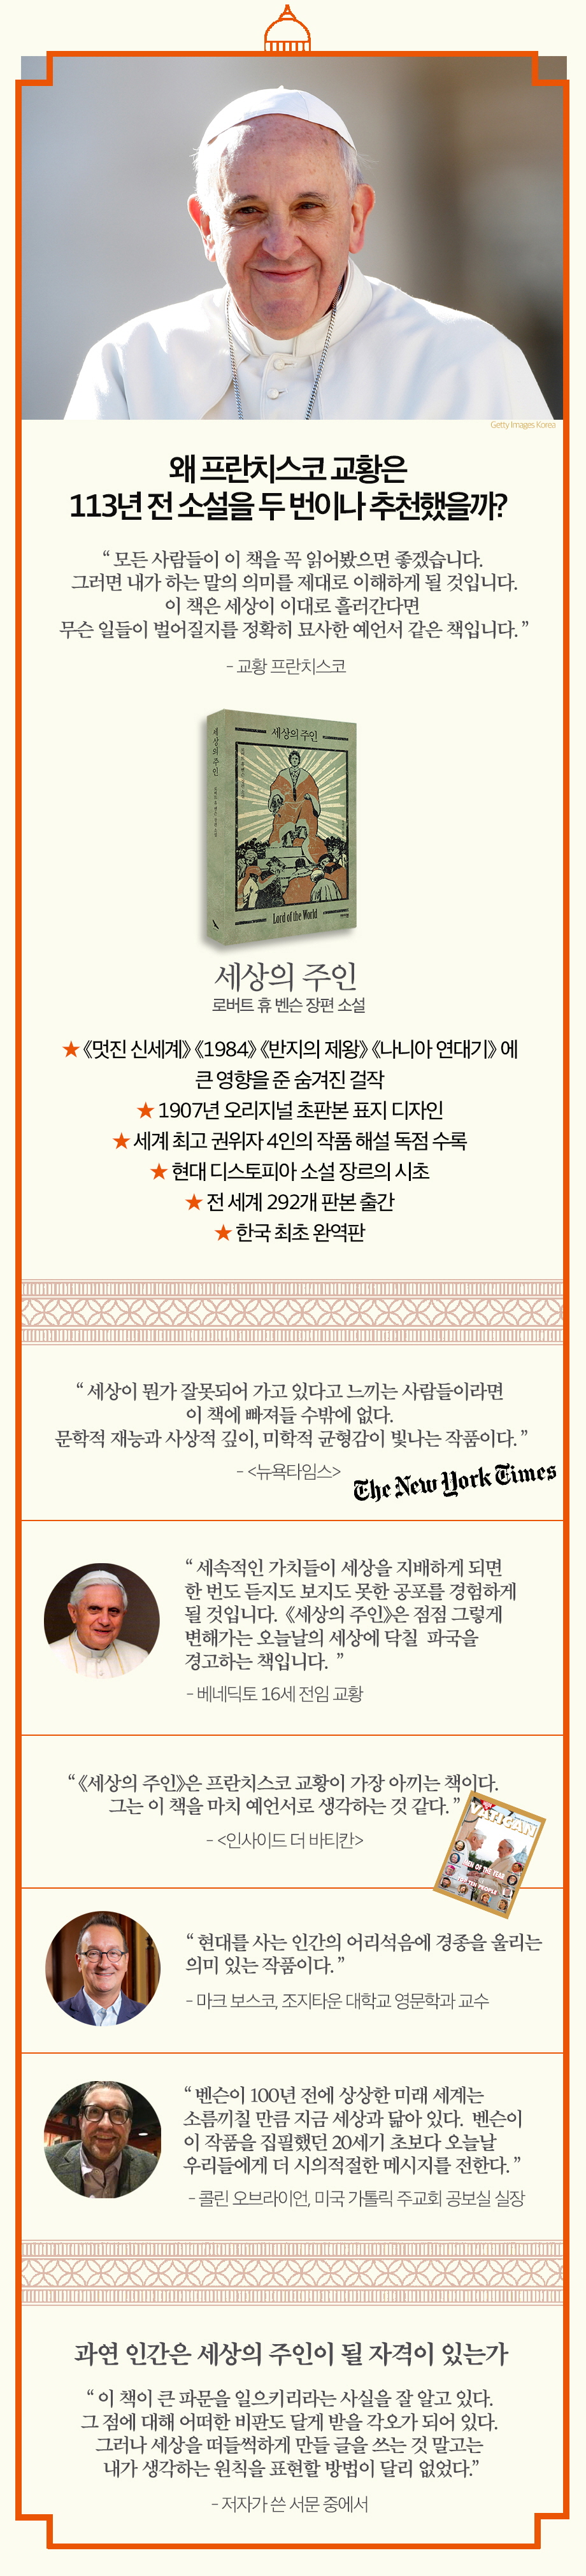 Getty Images Korea
왜 프란치스코 교황은
113년 전 소설을 두 번이나 추천했을까?
“ 모든 사람들이 이 책을 꼭 읽어봤으면 좋겠습니다.
그러면 내가 하는 말의 의미를 제대로 이해하게 될 것입니다.
이 책은 세상이 이대로 흘러간다면
무슨 일들이 벌어질지를 정확히 묘사한 예언서 같은 책입니다. ”
- 교황 프란치스코
세상의 주인
세상의 주인
Lord of the World
세상의 주인
로버트 휴 벤슨 장편 소설
★《멋진 신세계》《1984》《반지의 제왕》《나니아 연대기》에
큰 영향을 준 숨겨진 걸작
★ 1907년 오리지널 초판본 표지 디자인
★ 세계 최고 권위자 4인의 작품 해설 독점 수록
★ 현대 디스토피아 소설 장르의 시초
★ 전 세계 292개 판본 출간
★ 한국 최초 완역판
“ 세상이 뭔가 잘못되어 가고 있다고 느끼는 사람들이라면
이 책에 빠져들 수밖에 없다.
문학적 재능과 사상적 깊이, 미학적 균형감이 빛나는 작품이다. ”
- <뉴욕타임스>
The New York Times
“ 세속적인 가치들이 세상을 지배하게 되면
한 번도 듣지도 보지도 못한 공포를 경험하게
될 것입니다. 《세상의 주인》은 점점 그렇게
변해가는 오늘날의 세상에 닥칠 파국을
경고하는 책입니다. ”
- 베네딕토 16세 전임 교황
“《세상의 주인》은 프란치스코 교황이 가장 아끼는 책이다.
그는 이 책을 마치 예언서로 생각하는 것 같다. ”
- <인사이드 더 바티칸>
VATICAN
“ 현대를 사는 인간의 어리석음에 경종을 울리는
의미 있는 작품이다. ”
- 마크 보스코, 조지타운 대학교 영문학과 교수
“ 벤슨이 100년 전에 상상한 미래 세계는
소름끼칠 만큼 지금 세상과 닮아 있다. 벤슨이
이 작품을 집필했던 20세기 초보다 오늘날
우리들에게 더 시의적절한 메시지를 전한다. ”
- 콜린 오브라이언, 미국 가톨릭 주교회 공보실 실장
과연 인간은 세상의 주인이 될 자격이 있는가
“ 이 책이 큰 파문을 일으키리라는 사실을 잘 알고 있다.
그 점에 대해 어떠한 비판도 달게 받을 각오가 되어 있다.
그러나 세상을 떠들썩하게 만들 글을 쓰는 것 말고는
내가 생각하는 원칙을 표현할 방법이 달리 없었다.”
- 저자가 쓴 서문 중에서